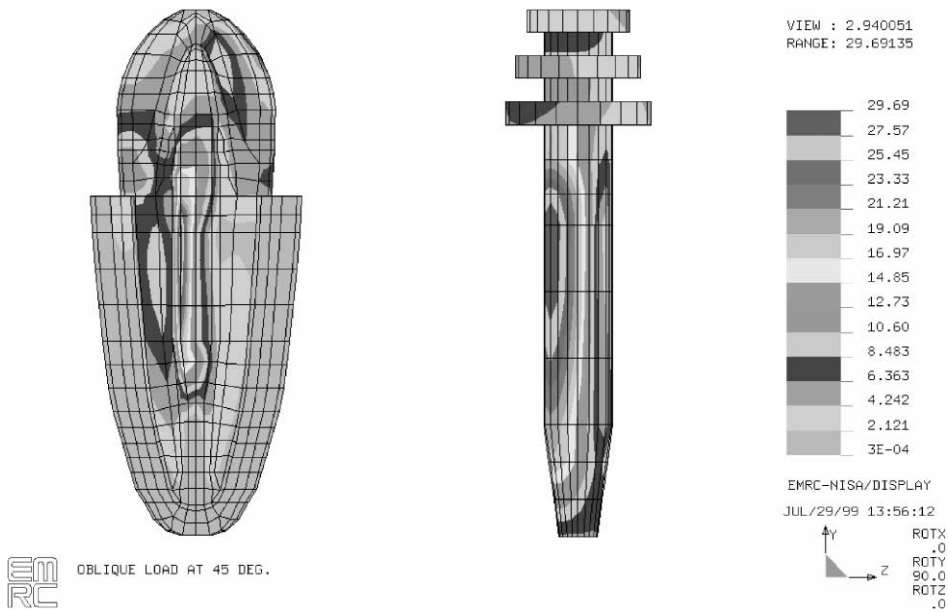 VIEW : 2.940051
RANGE: 29.69135
29.69
27.57
25.45
23.33
21.21
19.09
16.97
14.85
12.73
10.60
8.483
6.363
4.242
2.121
3E-04
EMRC-NISA/DISPLAY
JUL/29/99 13:56:12
Y
Z
ROTX
.0
ROTY
90.0
ROTZ
.0
EM
RC
OBLIQUE LOAD AT 45 DEG.